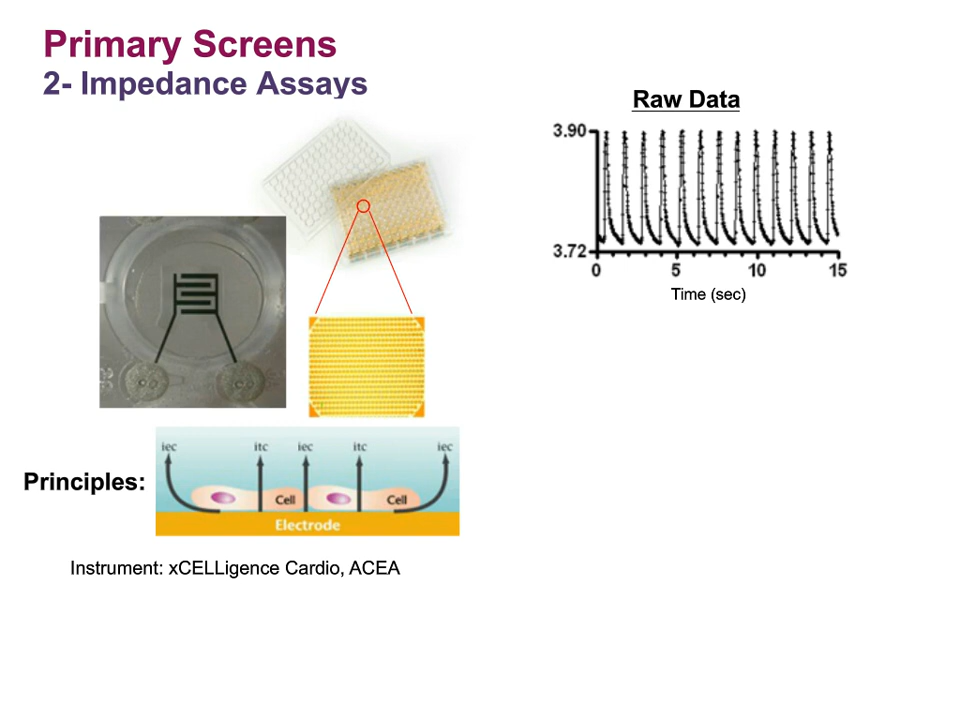 Primary Screens
2- Impedance Assays
Raw Data
3.90
3.72
0 5 10 15
Time (sec)
iec itc iec itc iec
Principles:
Cell Cell
Electrode
Instrument: xCELLigence Cardio, ACEA